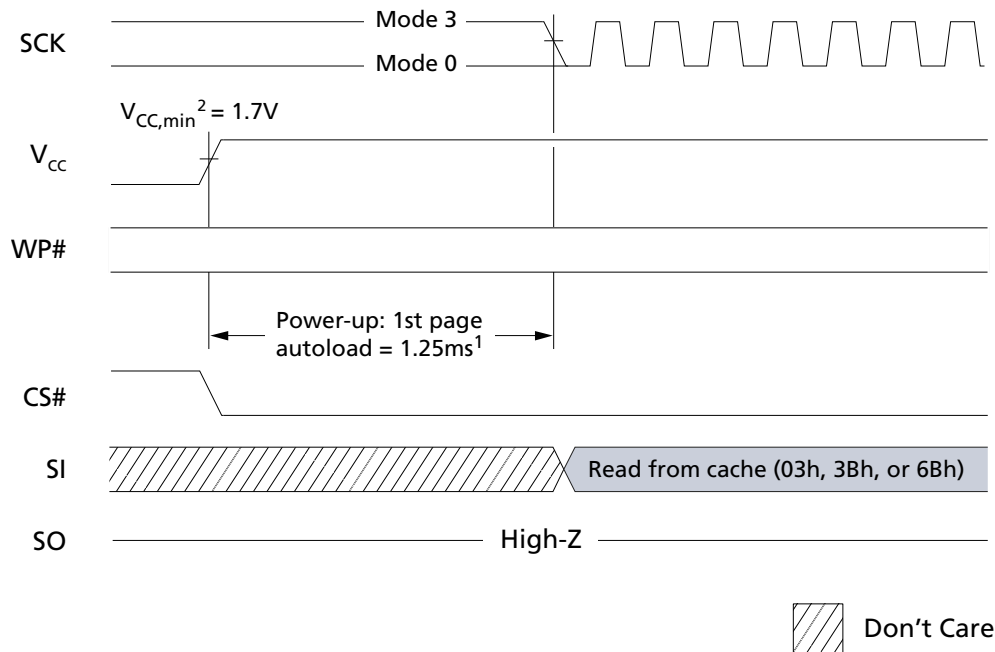 Mode 3
SCK
Mode 0
VCC,min2 = 1.7V
Vcc
WP#
Power-up: 1st page
autoload = 1.25ms1
CS#
SI
Read from cache (03h, 3Bh, or 6Bh)
SO
High-Z
Don't Care